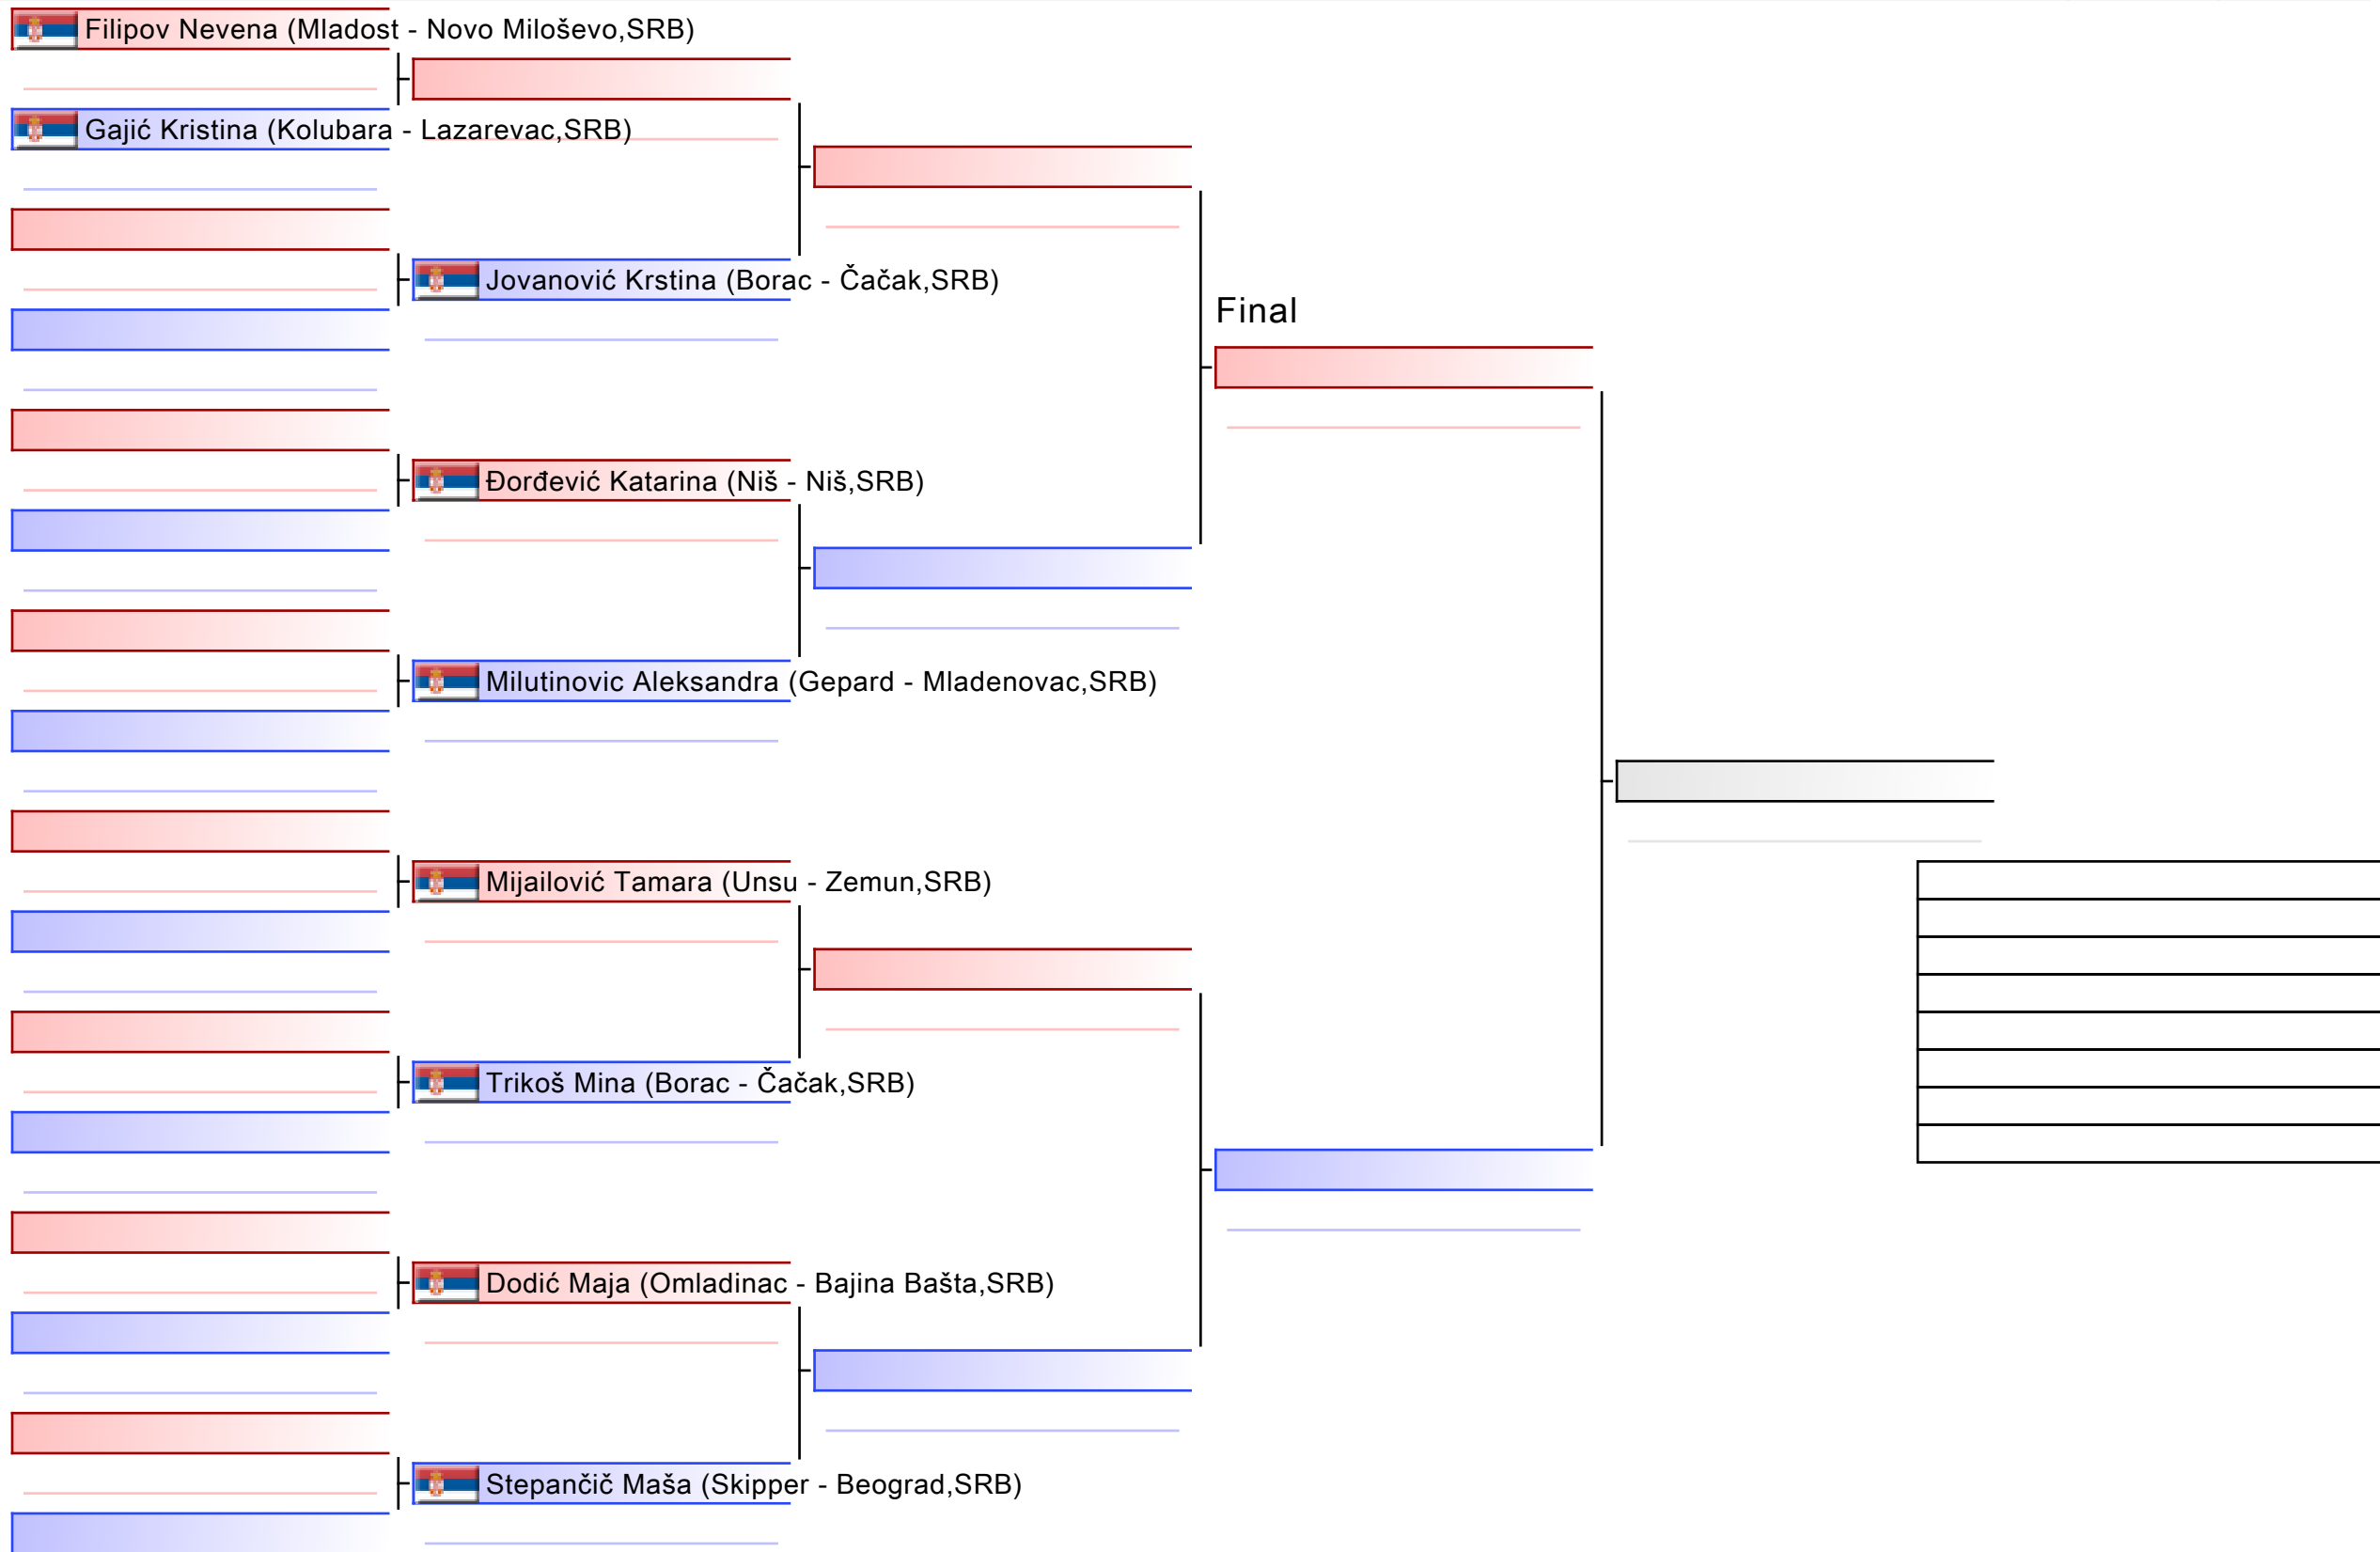 Filipov Nevena (Mladost - Novo Miloševo,SRB)
Gajić Kristina (Kolubara - Lazarevac,SRB)
Jovanović Krstina (Borac - Čačak,SRB)
Final
Đorđević Katarina (Niš - Niš,SRB)
Milutinovic Aleksandra (Gepard - Mladenovac,SRB)
Mijailović Tamara (Unsu - Zemun,SRB)
Trikoš Mina (Borac - Čačak,SRB)
Dodić Maja (Omladinac - Bajina Bašta,SRB)
Stepančič Maša (Skipper - Beograd,SRB)